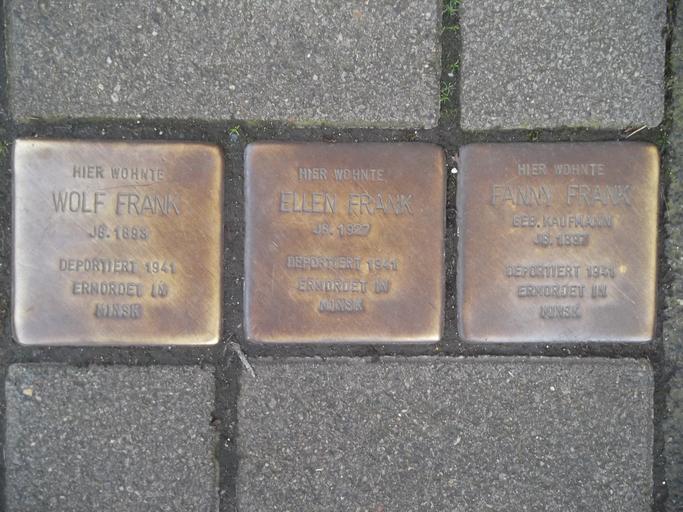 HIER WOHNTE
WOLF FRANK
JG. 1893
DEPORTIERT 1941
ERMORDET IN
MINSK
HIER WOHNTE
ELLEN FRANK
JG. 1927
DEPORTIERT 1941
ERMORDET IN
MINSK
HIER WOHNTE
FANNY FRANK
GEB. KAUFMANN
JG. 1887
DEPORTIERT 1941
ERMORDET IN
MINSK